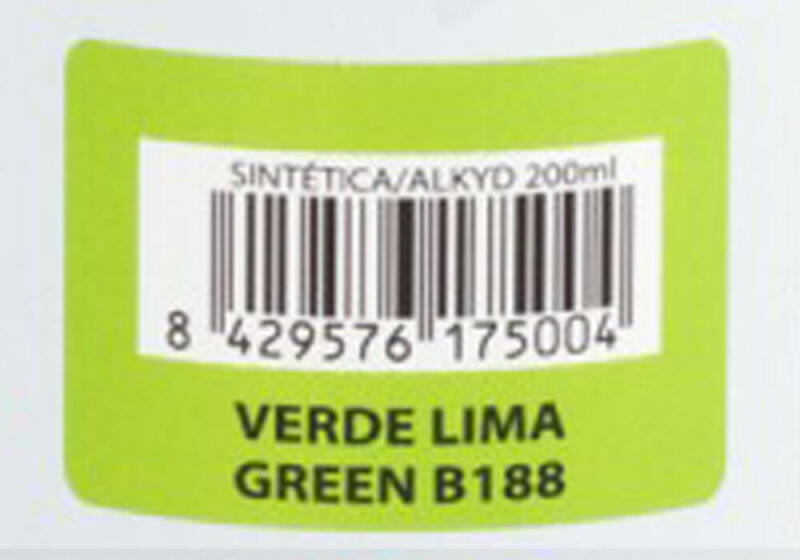 SINTÉTICA/ALKYD 200ml
8 429576 175004
VERDE LIMA
GREEN B188